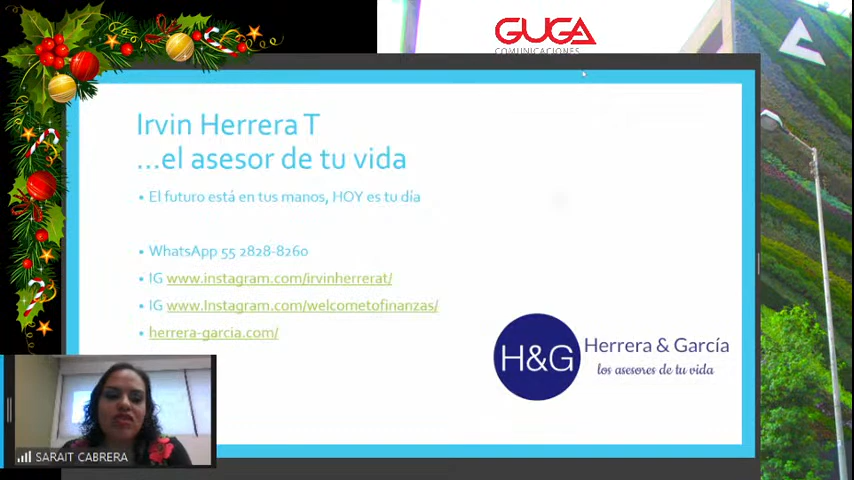 GUGA
COMUNICACIONES
Irvin Herrera T
...el asesor de tu vida
• El futuro está en tus manos, HOY es tu día
• WhatsApp 55 2828-8260
• IG www.instagram.com/irvinherrerat/
• IG www.Instagram.com/welcometofinanzas/
• herrera-garcia.com/
H&G
Herrera & García
los asesores de tu vida
SARAIT CABRERA